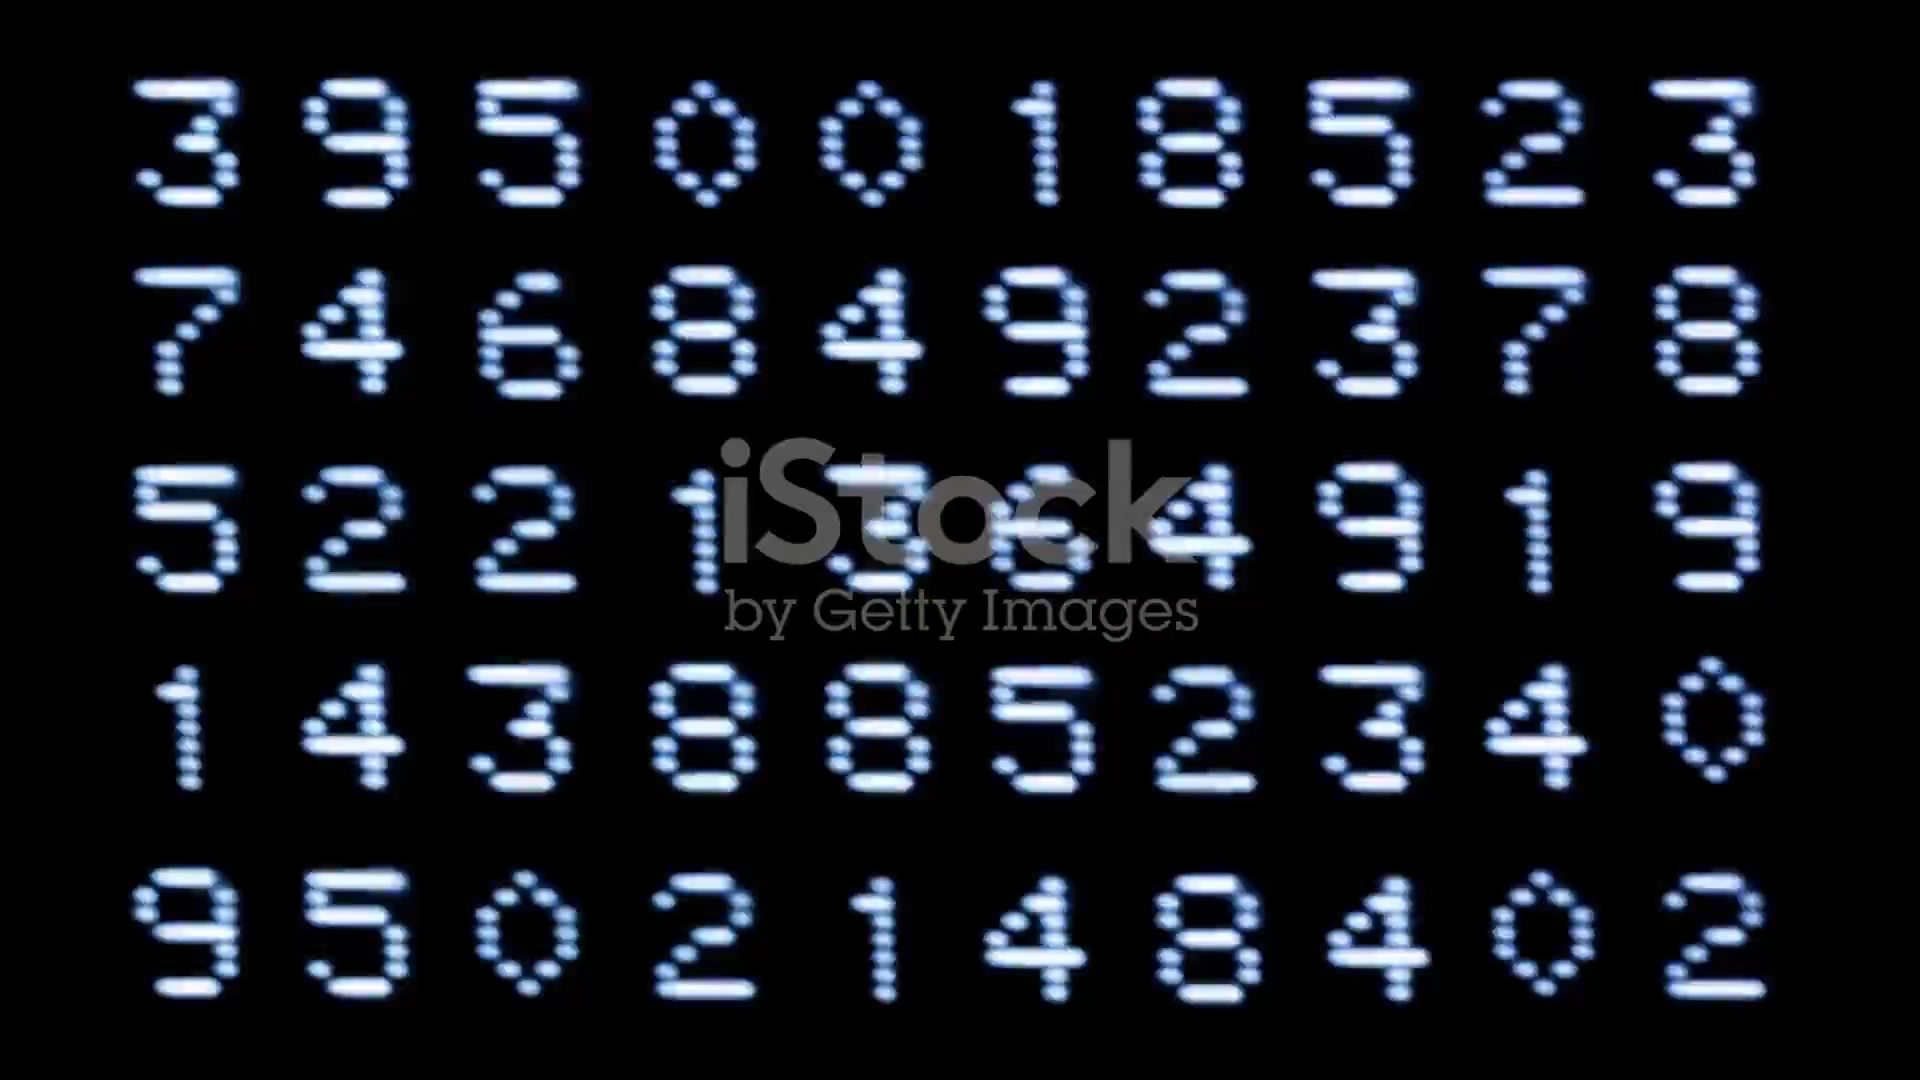 3 9 5 0 0 1 8 5 2 3
7 4 6 8 4 9 2 3 7 8
5 2 2 1 3 6 4 9 1 9
iStock
by Getty Images
1 4 3 8 8 5 2 3 4 0
9 5 0 2 1 4 8 4 0 2